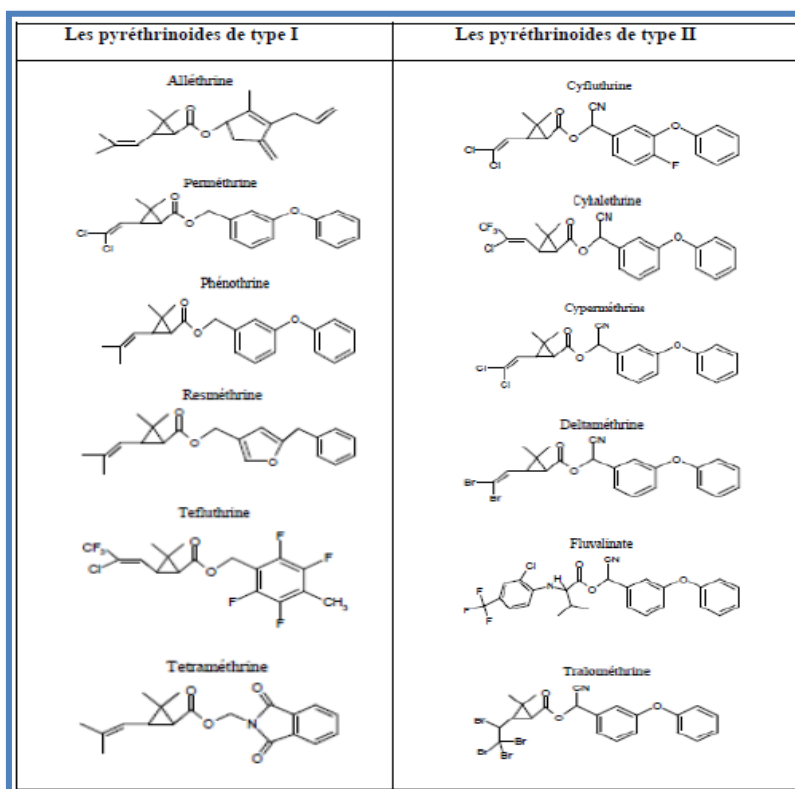 Les pyréthrinoides de type I
Les pyréthrinoides de type II
Alléthrine
O
O
Perméthrine
O
O
O
Cl
Cl
Phénothrine
O
O
O
Resméthrine
O
O
O
Tefluthrine
CF3
O
F
F
Cl
O
F
CH3
F
Tetraméthrine
O
O
O
N
O
Cyfluthrine
CN
O
O
O
Cl
Cl
F
Cyhalethrine
CF3
O
CN
O
Cl
O
Cyperméthrine
O
CN
O
O
Cl
Cl
Deltaméthrine
O
CN
O
O
Br
Br
Fluvalinate
Cl
H
N
O
CN
O
O
F
F
F
Tralométhrine
O
CN
O
O
Br
Br
Br
Br